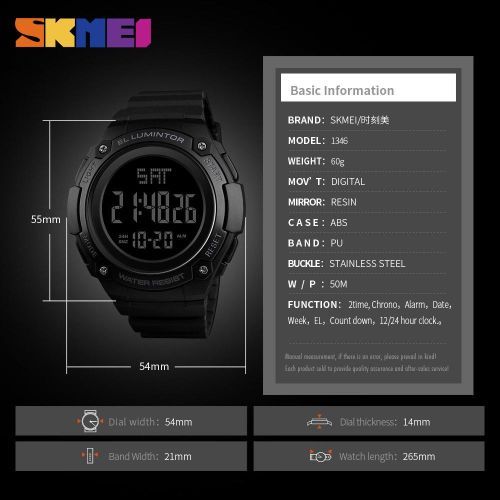 SKMEI
EL LUMINTOR
LIGHT
START
SAT
21:48 26
24H
ALM
10-20
MODE
RESET
WATER RESIST
55mm
54mm
Basic Information
BRAND: SKMEI/时刻美
MODEL: 1346
WEIGHT: 60g
MOV'T: DIGITAL
MIRROR: RESIN
CASE: ABS
BAND: PU
BUCKLE: STAINLESS STEEL
W / P : 50M
FUNCTION: 2time, Chrono, Alarm, Date,
Week, EL, Count down, 12/24 hour clock.。
Manual measurement, if there is an error, please prevail in kind!
Each product sold to provide quality assurance and after-sales service!
Dial width: 54mm
Dial thickness: 14mm
Band Width: 21mm
Watch length: 265mm